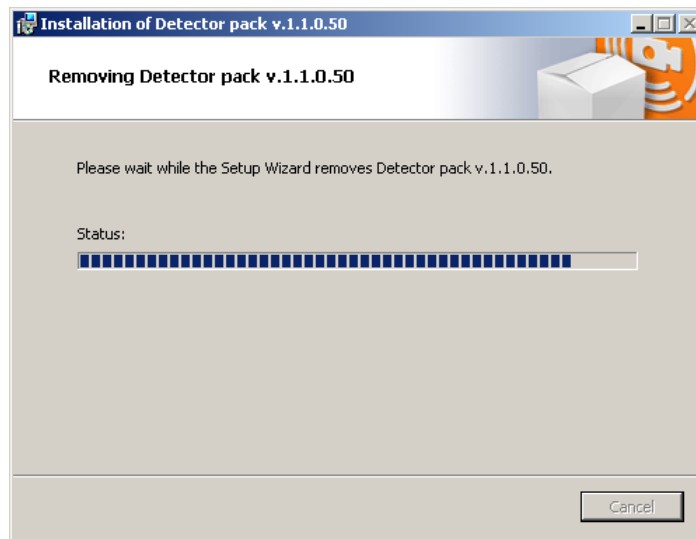 Installation of Detector pack v.1.1.0.50
Removing Detector pack v.1.1.0.50
Please wait while the Setup Wizard removes Detector pack v.1.1.0.50.
Status:
Cancel